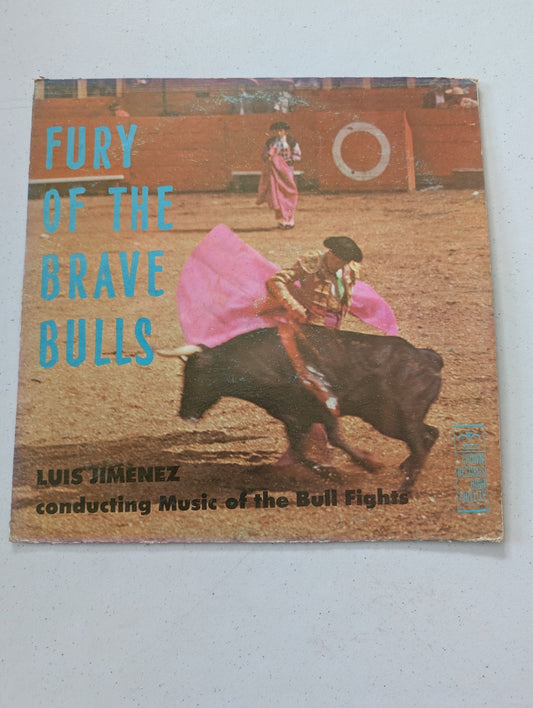 FURY
OF THE
BRAVE
BULLS
LUIS JIMENEZ
conducting Music of the Bull Fights